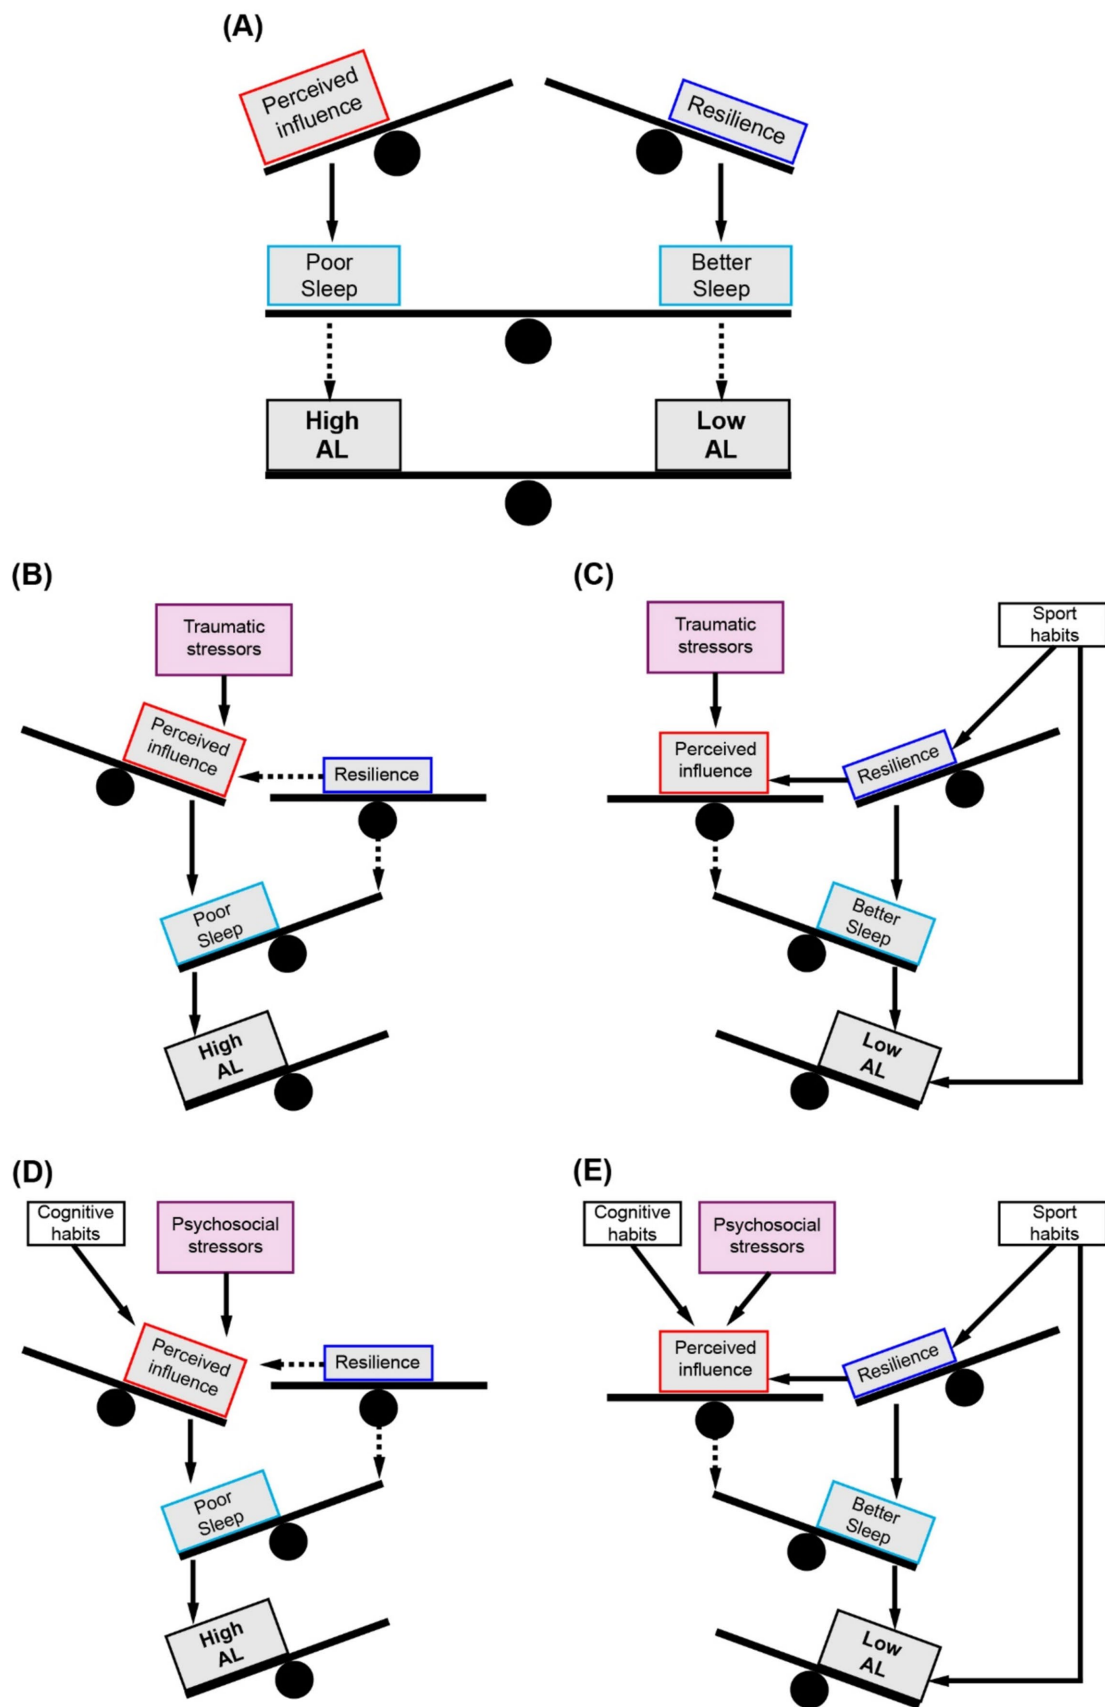 (A)
Perceived
influence
Resilience
Poor
Sleep
Better
Sleep
High
AL
Low
AL
(B)
Traumatic
stressors
Perceived
influence
Resilience
Poor
Sleep
High
AL
(C)
Traumatic
stressors
Sport
habits
Perceived
influence
Resilience
Better
Sleep
Low
AL
(D)
Cognitive
habits
Psychosocial
stressors
Perceived
influence
Resilience
Poor
Sleep
High
AL
(E)
Cognitive
habits
Psychosocial
stressors
Sport
habits
Perceived
influence
Resilience
Better
Sleep
Low
AL